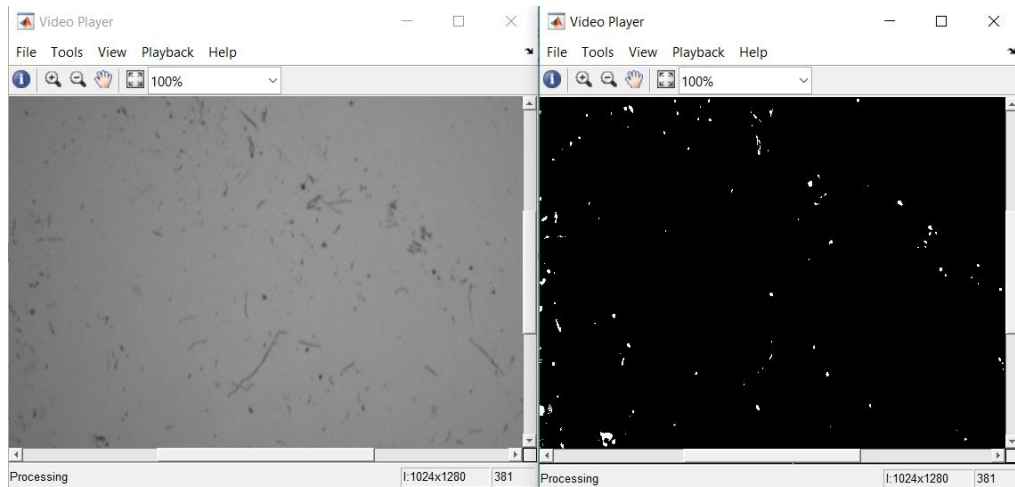 Video Player
File Tools View Playback Help
100%
Processing I:1024x1280 381
Video Player
File Tools View Playback Help
100%
Processing I:1024x1280 381